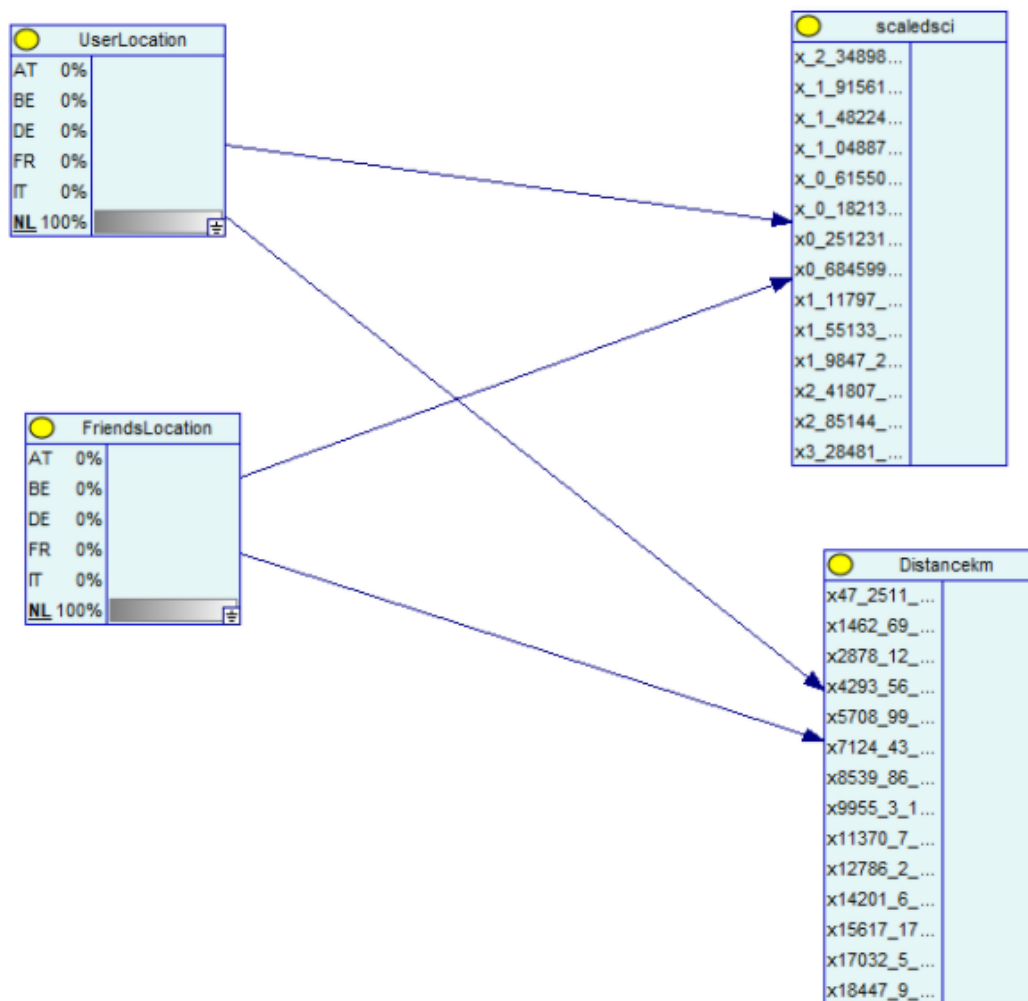 UserLocation
AT 0%
BE 0%
DE 0%
FR 0%
IT 0%
NL 100%
scaledsci
x_2_34898...
x_1_91561...
x_1_48224...
x_1_04887...
x_0_61550...
x_0_18213...
x0_251231...
x0_684599...
x1_11797_...
x1_55133_...
x1_9847_2...
x2_41807_...
x2_85144_...
x3_28481_...
FriendsLocation
AT 0%
BE 0%
DE 0%
FR 0%
IT 0%
NL 100%
Distancekm
x47_2511_...
x1462_69_...
x2878_12_...
x4293_56_...
x5708_99_...
x7124_43_...
x8539_86_...
x9955_3_1...
x11370_7_...
x12786_2_...
x14201_6_...
x15617_17...
x17032_5_...
x18447_9_...